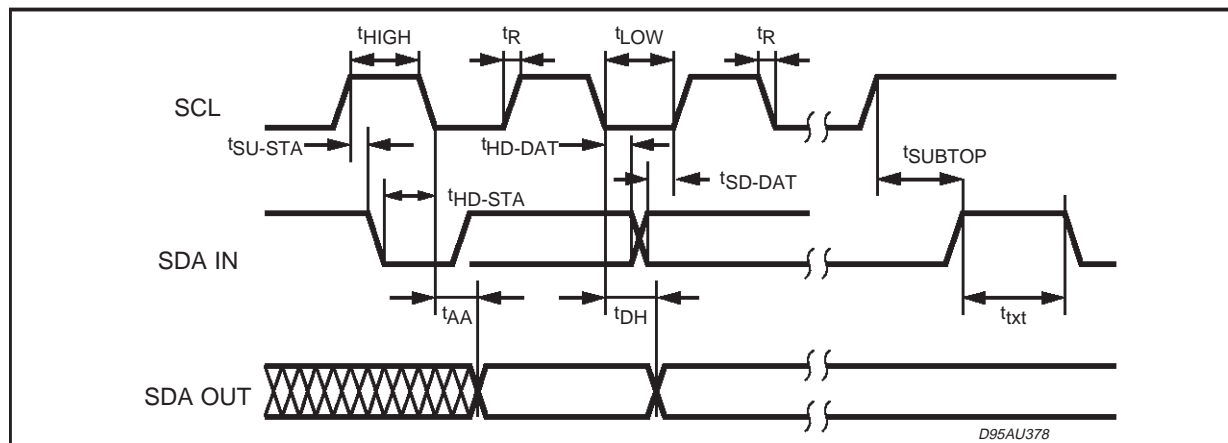 tHIGH tR tLOW tR
SCL
tSU-STA tHD-DAT tSUBTOP
tSD-DAT
tHD-STA
SDA IN
tAA tDH ttxt
SDA OUT
D95AU378